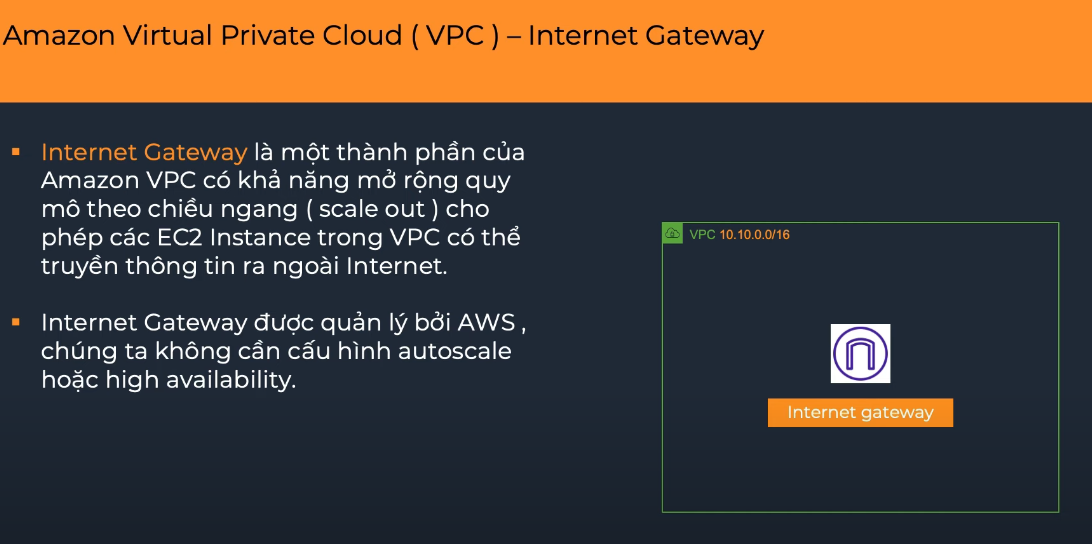 Amazon Virtual Private Cloud ( VPC ) – Internet Gateway
Internet Gateway là một thành phần của
Amazon VPC có khả năng mở rộng quy
mô theo chiều ngang ( scale out ) cho
phép các EC2 Instance trong VPC có thể
truyền thông tin ra ngoài Internet.
Internet Gateway được quản lý bởi AWS ,
chúng ta không cần cấu hình autoscale
hoặc high availability.
VPC 10.10.0.0/16
Internet gateway